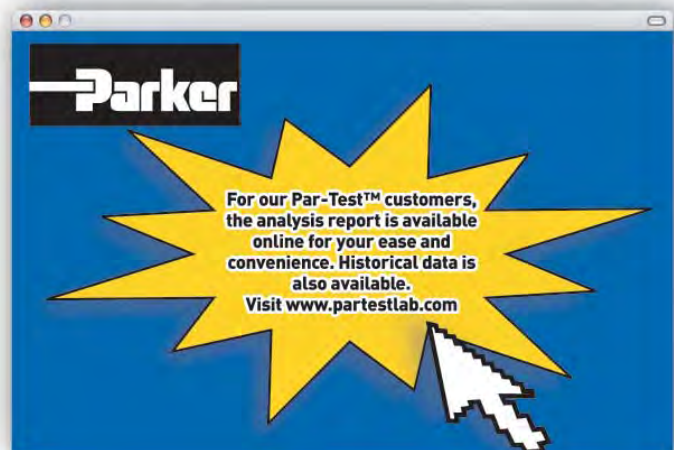 Parker
For our Par-Test™ customers,
the analysis report is available
online for your ease and
convenience. Historical data is
also available.
Visit www.partestlab.com